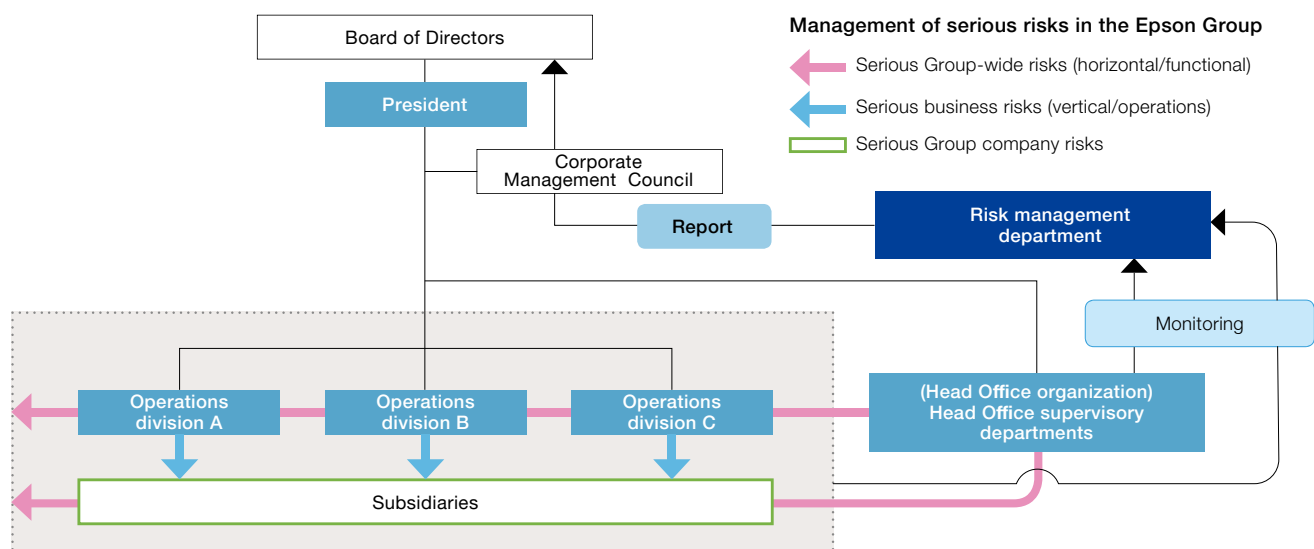 Management of serious risks in the Epson Group
Serious Group-wide risks (horizontal/functional)
Serious business risks (vertical/operations)
Serious Group company risks
Board of Directors
President
Corporate
Management Council
Report
Risk management
department
Monitoring
Operations
division A
Operations
division B
Operations
division C
(Head Office organization)
Head Office supervisory
departments
Subsidiaries